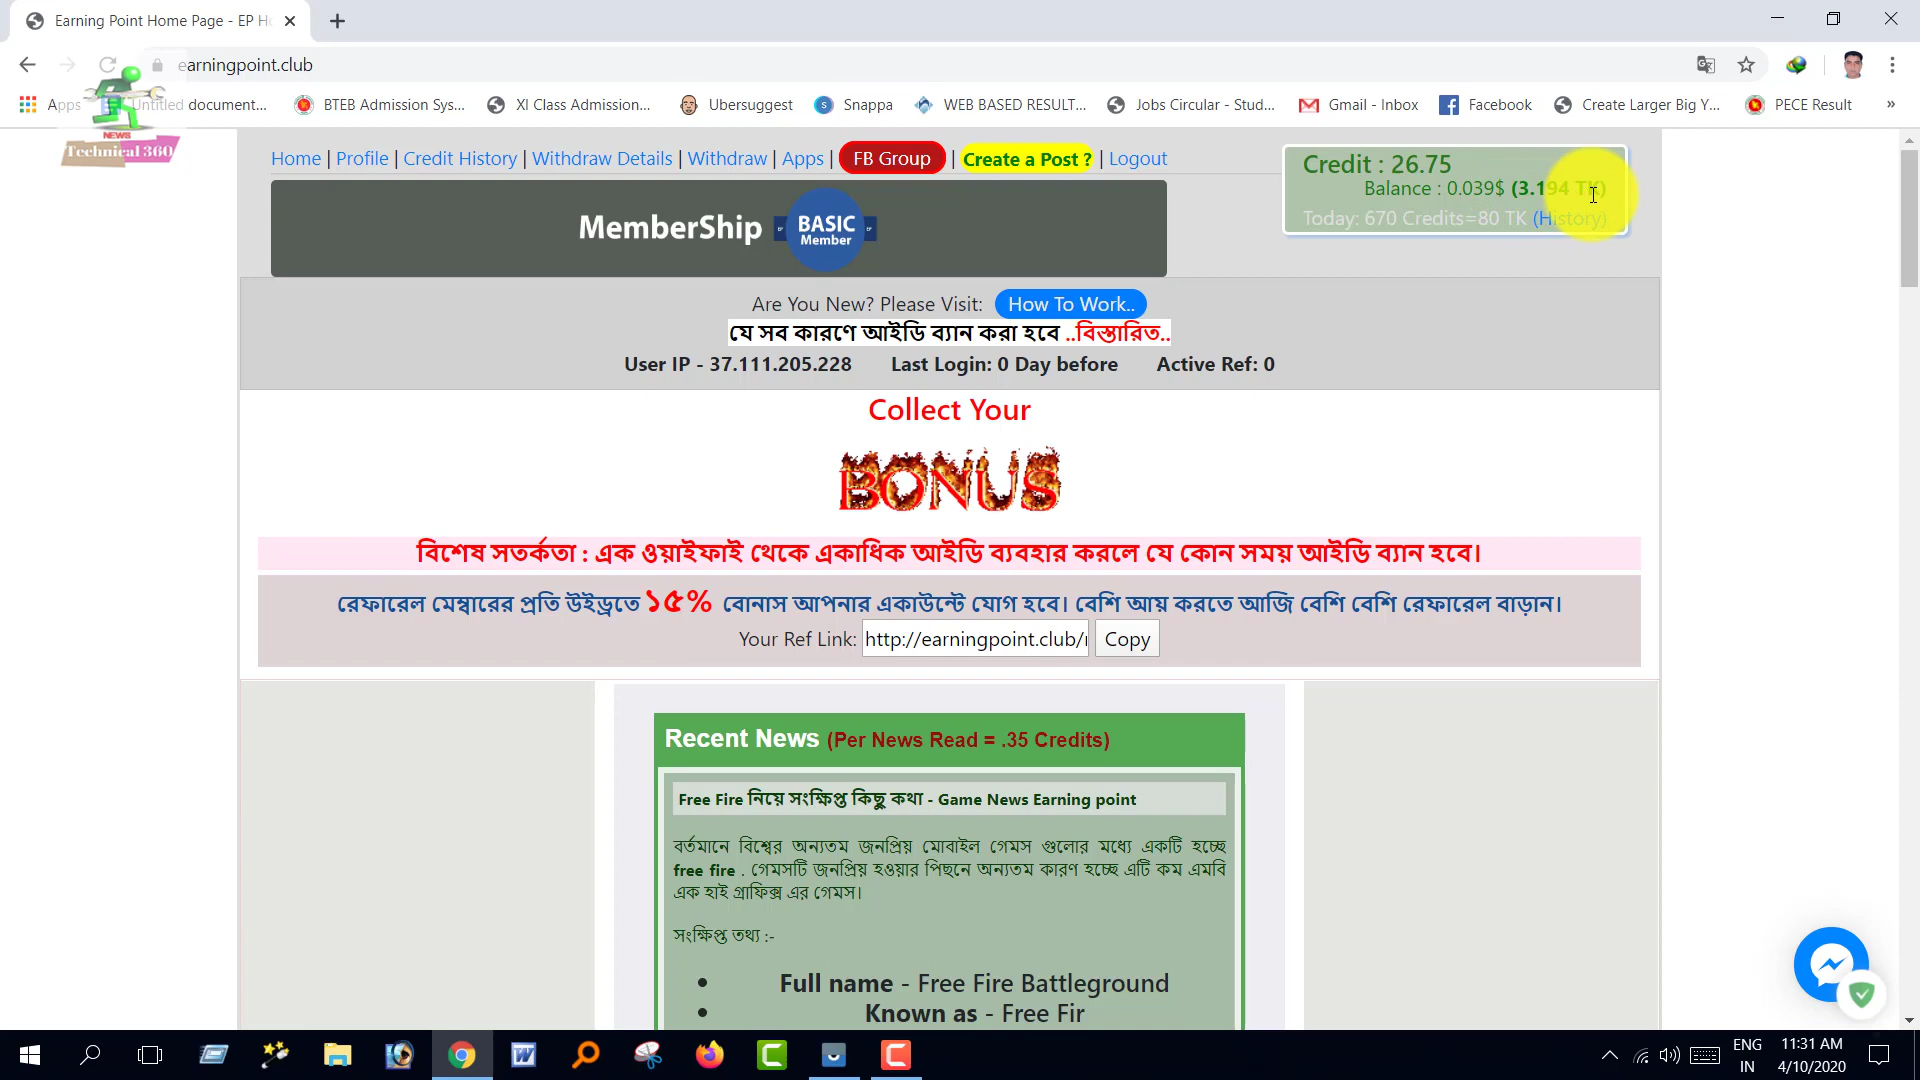 Earning Point Home Page - EP H
earningpoint.club
Apps
Untitled document...
BTEB Admission Sys...
XI Class Admission...
Ubersuggest
Snappa
WEB BASED RESULT...
Jobs Circular - Stud...
Gmail - Inbox
Facebook
Create Larger Big Y...
PECE Result
NEWS
Technical 360
Home | Profile | Credit History | Withdraw Details | Withdraw | Apps | FB Group | Create a Post ? | Logout
Credit : 26.75
Balance : 0.039$ (3.194 TK)
Today: 670 Credits=80 TK (History)
MemberShip BASIC Member
Are You New? Please Visit: How To Work..
যে সব কারণে আইডি ব্যান করা হবে ..বিস্তারিত..
User IP - 37.111.205.228 Last Login: 0 Day before Active Ref: 0
Collect Your
BONUS
বিশেষ সতর্কতা : এক ওয়াইফাই থেকে একাধিক আইডি ব্যবহার করলে যে কোন সময় আইডি ব্যান হবে।
রেফারেল মেম্বারের প্রতি উইড্রতে ১৫% বোনাস আপনার একাউন্টে যোগ হবে। বেশি আয় করতে আজি বেশি বেশি রেফারেল বাড়ান।
Your Ref Link: http://earningpoint.club/r Copy
Recent News (Per News Read = .35 Credits)
Free Fire নিয়ে সংক্ষিপ্ত কিছু কথা - Game News Earning point
বর্তমানে বিশ্বের অন্যতম জনপ্রিয় মোবাইল গেমস গুলোর মধ্যে একটি হচ্ছে
free fire . গেমসটি জনপ্রিয় হওয়ার পিছনে অন্যতম কারণ হচ্ছে এটি কম এমবি
এক হাই গ্রাফিক্স এর গেমস।
সংক্ষিপ্ত তথ্য :-
• Full name - Free Fire Battleground
• Known as - Free Fir
ENG
IN
11:31 AM
4/10/2020